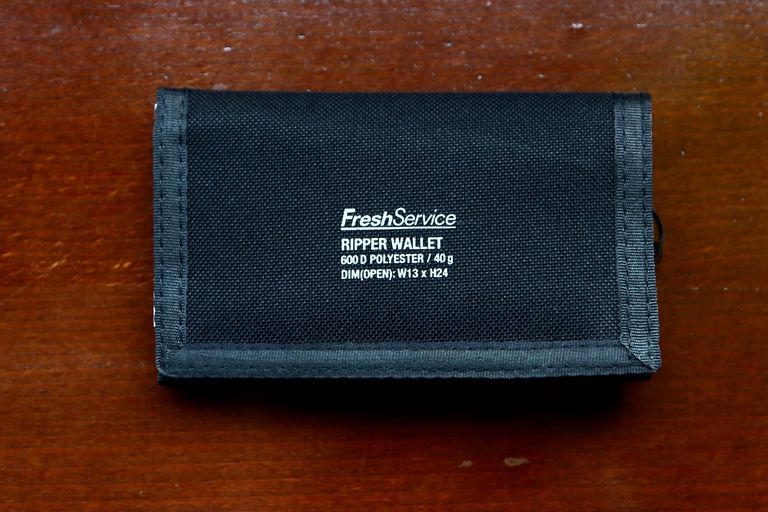 FreshService
RIPPER WALLET
600 D POLYESTER / 40 g
DIM(OPEN): W13 x H24